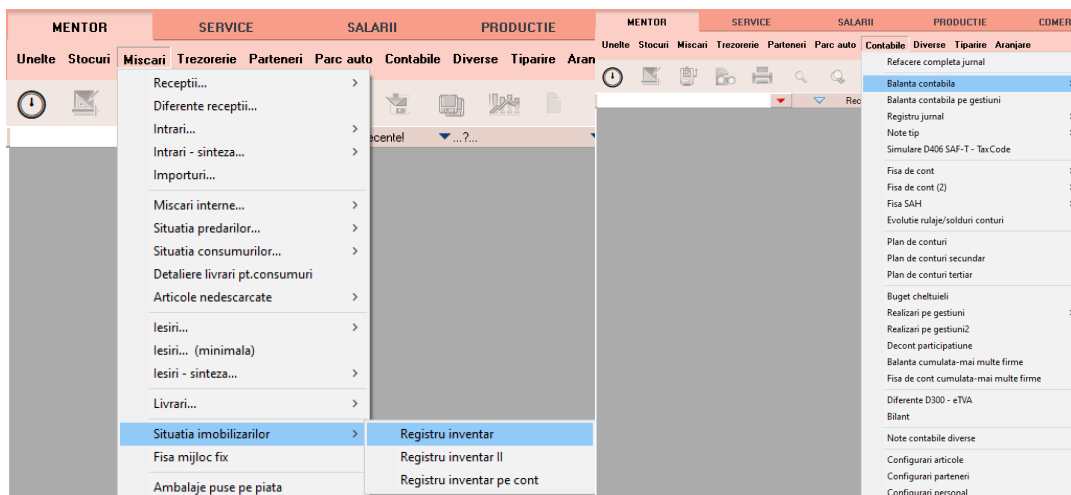 MENTOR SERVICE SALARII PRODUCTIE
Unelte Stocuri Miscari Trezorerie Parteneri Parc auto Contabile Diverse Tiparire Aran
Receptii...
Diferente receptii...
Intrari...
Intrari - sinteza...
Importuri...
Miscari interne...
Situatia predarilor...
Situatia consumurilor...
Detaliere livrari pt.consumuri
Articole nedescarcate
Iesiri...
Iesiri... (minimala)
Iesiri - sinteza...
Livrari...
Situatia imobilizarilor
Fisa mijloc fix
Ambalaje puse pe piata
ecente!
...?...
Registru inventar
Registru inventar II
Registru inventar pe cont
MENTOR SERVICE SALARII PRODUCTIE COMER
Unelte Stocuri Miscari Trezorerie Parteneri Parc auto Contabile Diverse Tiparire Aranjare
Rec
Refacere completa jurnal
Balanta contabila
Balanta contabila pe gestiuni
Registru jurnal
Note tip
Simulare D406 SAF-T - TaxCode
Fisa de cont
Fisa de cont (2)
Fisa SAH
Evolutie rulaje/solduri conturi
Plan de conturi
Plan de conturi secundar
Plan de conturi tertiar
Buget cheltuieli
Realizari pe gestiuni
Realizari pe gestiuni2
Decont participatiune
Balanta cumulata-mai multe firme
Fisa de cont cumulata-mai multe firme
Diferente D300 - eTVA
Bilant
Note contabile diverse
Configurari articole
Configurari parteneri
Configurari personal